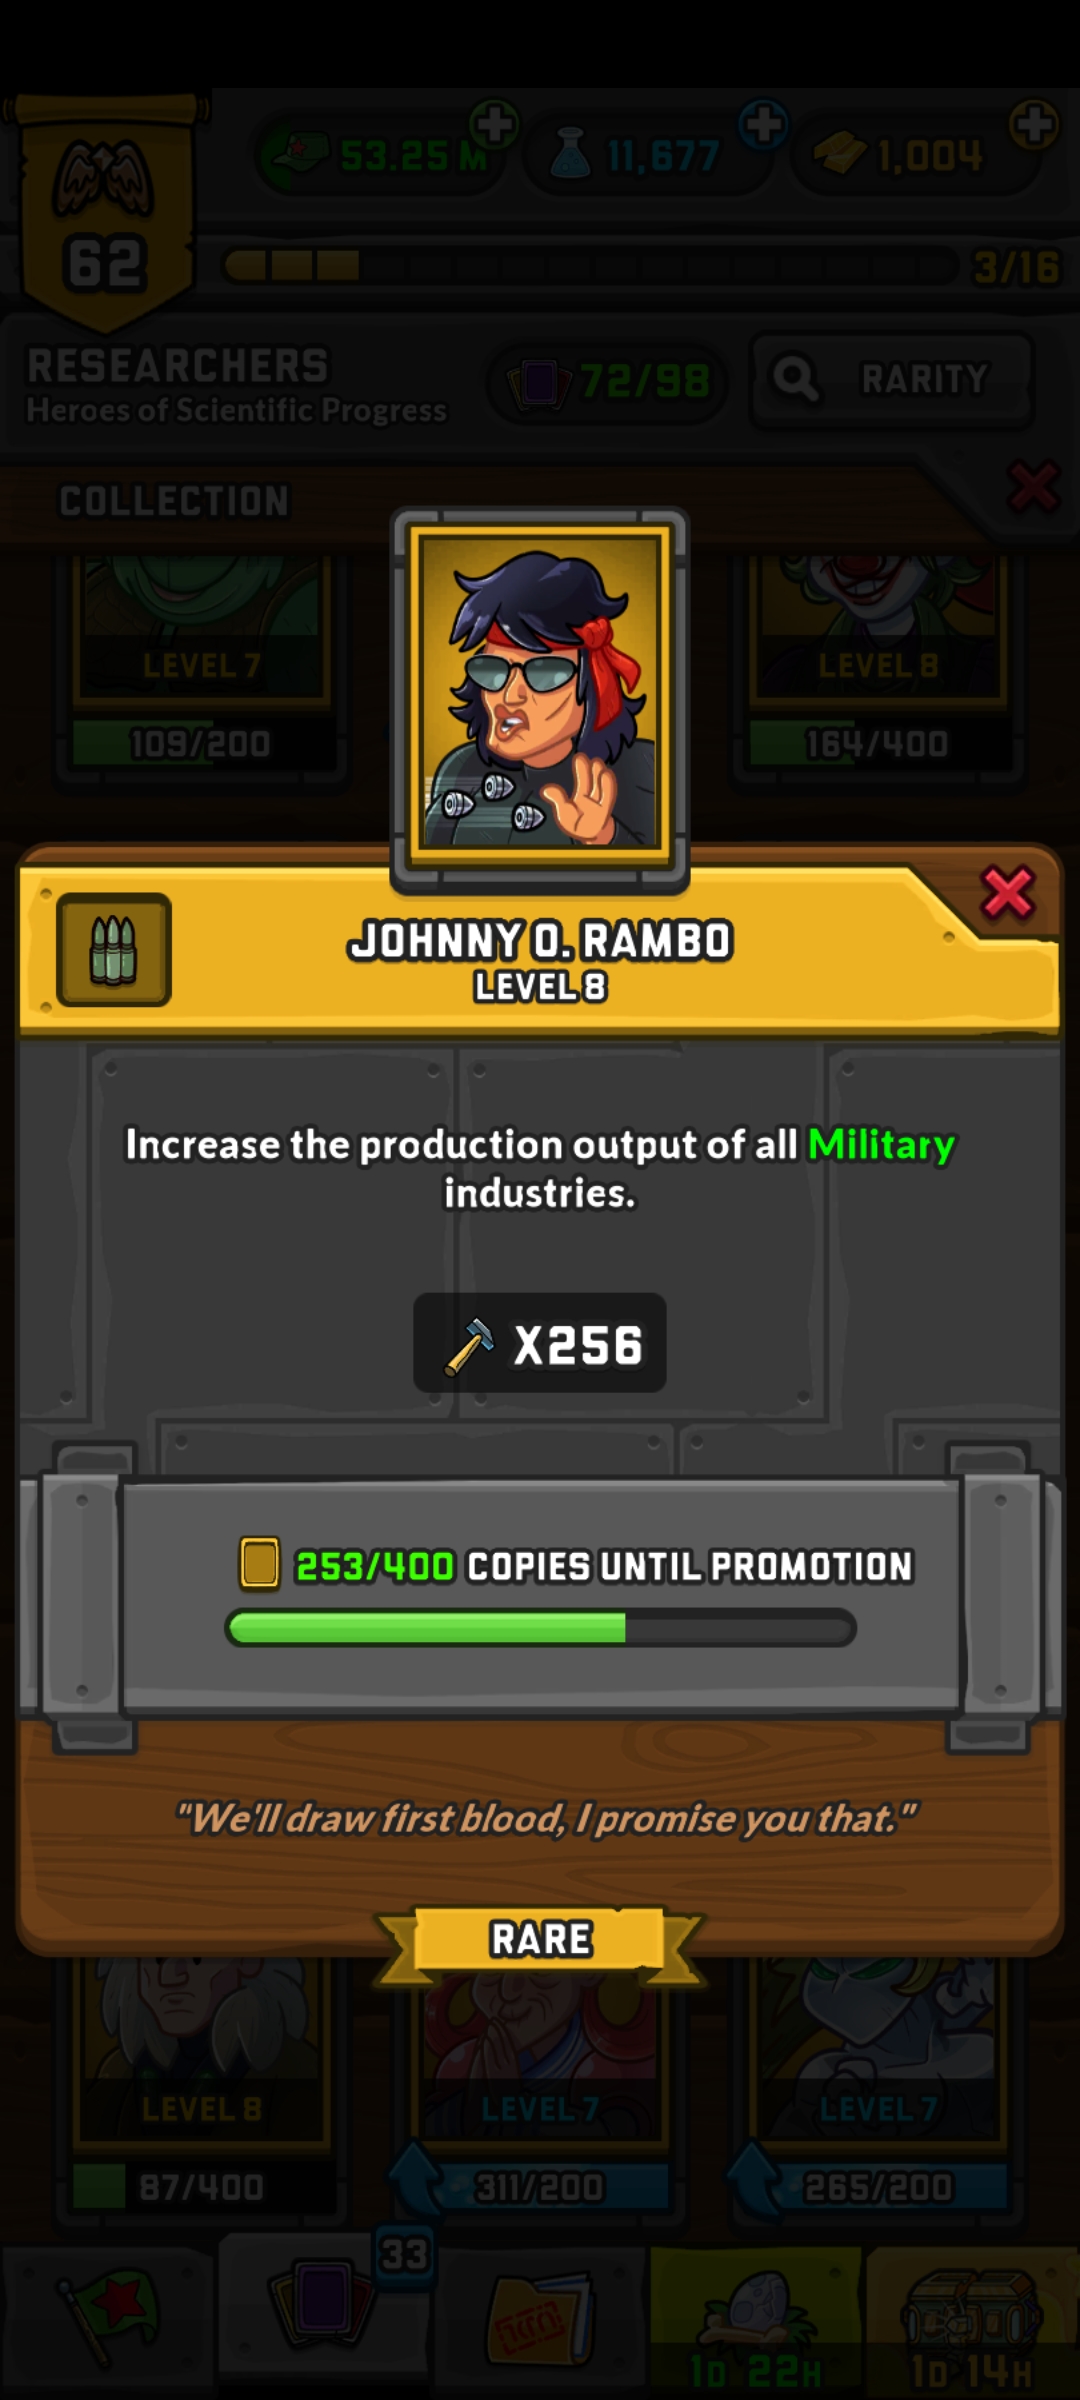 53.25 M
11,677
1,004
62
3/16
RESEARCHERS
Heroes of Scientific Progress
72/98
RARITY
COLLECTION
LEVEL 7
LEVEL 8
109/200
164/400
JOHNNY O. RAMBO
LEVEL 8
Increase the production output of all Military
industries.
X256
253/400 COPIES UNTIL PROMOTION
"We'll draw first blood, I promise you that."
RARE
LEVEL 8
LEVEL 7
LEVEL 7
87/400
311/200
265/200
33
1D 22H
1D 14H